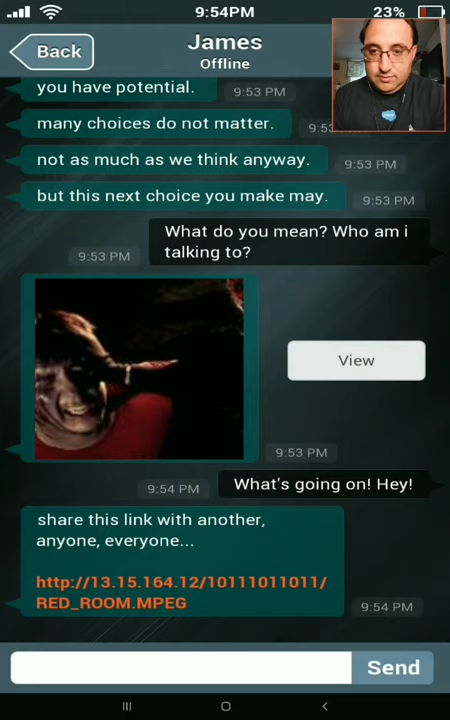 9:54PM
23%
Back
James
Offline
you have potential.
9:53 PM
many choices do not matter.
9:53
not as much as we think anyway.
9:53 PM
but this next choice you make may.
9:53 PM
What do you mean? Who am i
talking to?
9:53 PM
View
9:53 PM
What's going on! Hey!
9:54 PM
share this link with another,
anyone, everyone...
http://13.15.164.12/10111011011/
RED_ROOM.MPEG
9:54 PM
Send